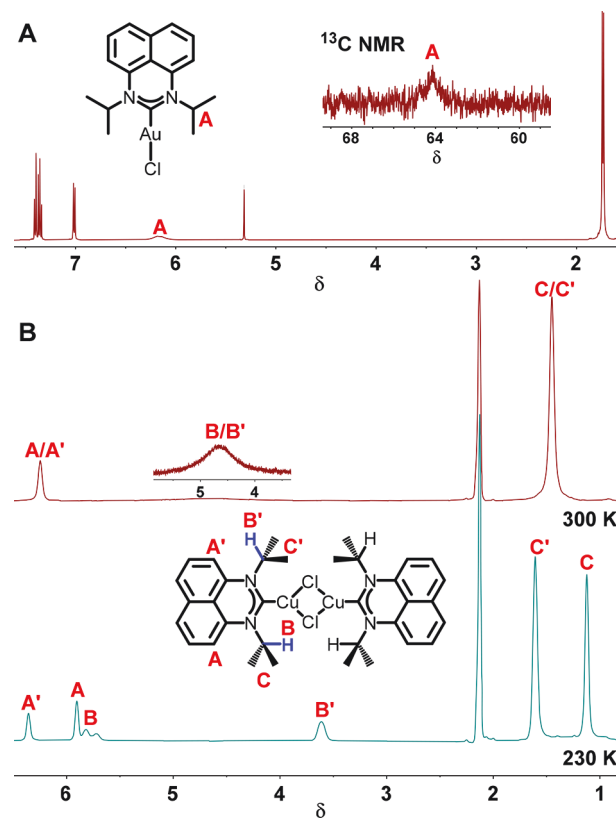 A
¹³C NMR
A
N
N
A
Au
Cl
68
64
60
δ
A
7
6
5
4
3
2
δ
B
C/C'
A/A'
B/B'
5
4
300 K
B'
H
H
A'
C'
N
Cl
N
Cu
Cu
N
Cl
N
B
H
H
A
C
C'
C
A'
A
B
B'
230 K
6
5
4
3
2
1
δ